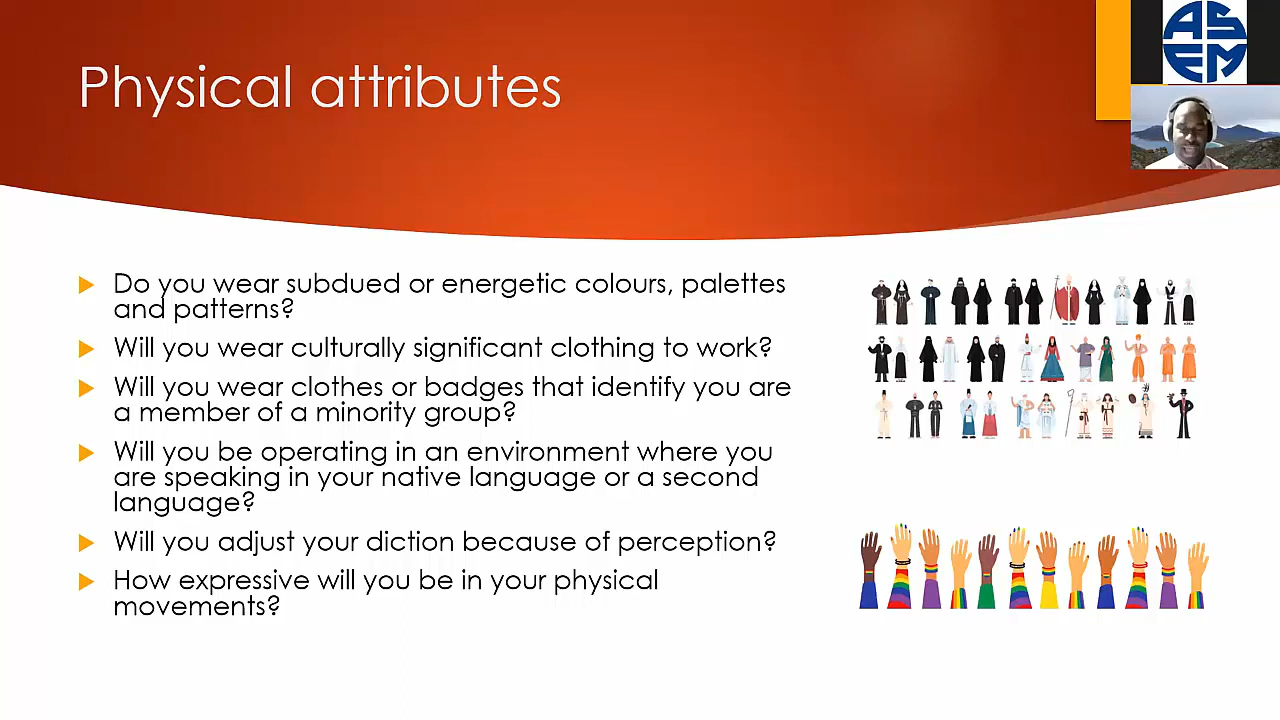 Physical attributes
ASEM
Do you wear subdued or energetic colours, palettes
and patterns?
Will you wear culturally significant clothing to work?
Will you wear clothes or badges that identify you are
a member of a minority group?
Will you be operating in an environment where you
are speaking in your native language or a second
language?
Will you adjust your diction because of perception?
How expressive will you be in your physical
movements?